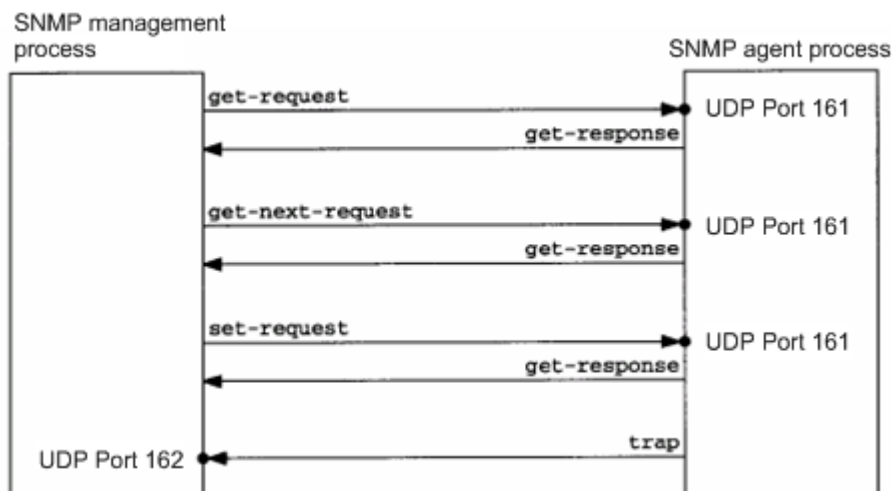 SNMP management
process
SNMP agent process
get-request
UDP Port 161
get-response
get-next-request
UDP Port 161
get-response
set-request
UDP Port 161
get-response
trap
UDP Port 162